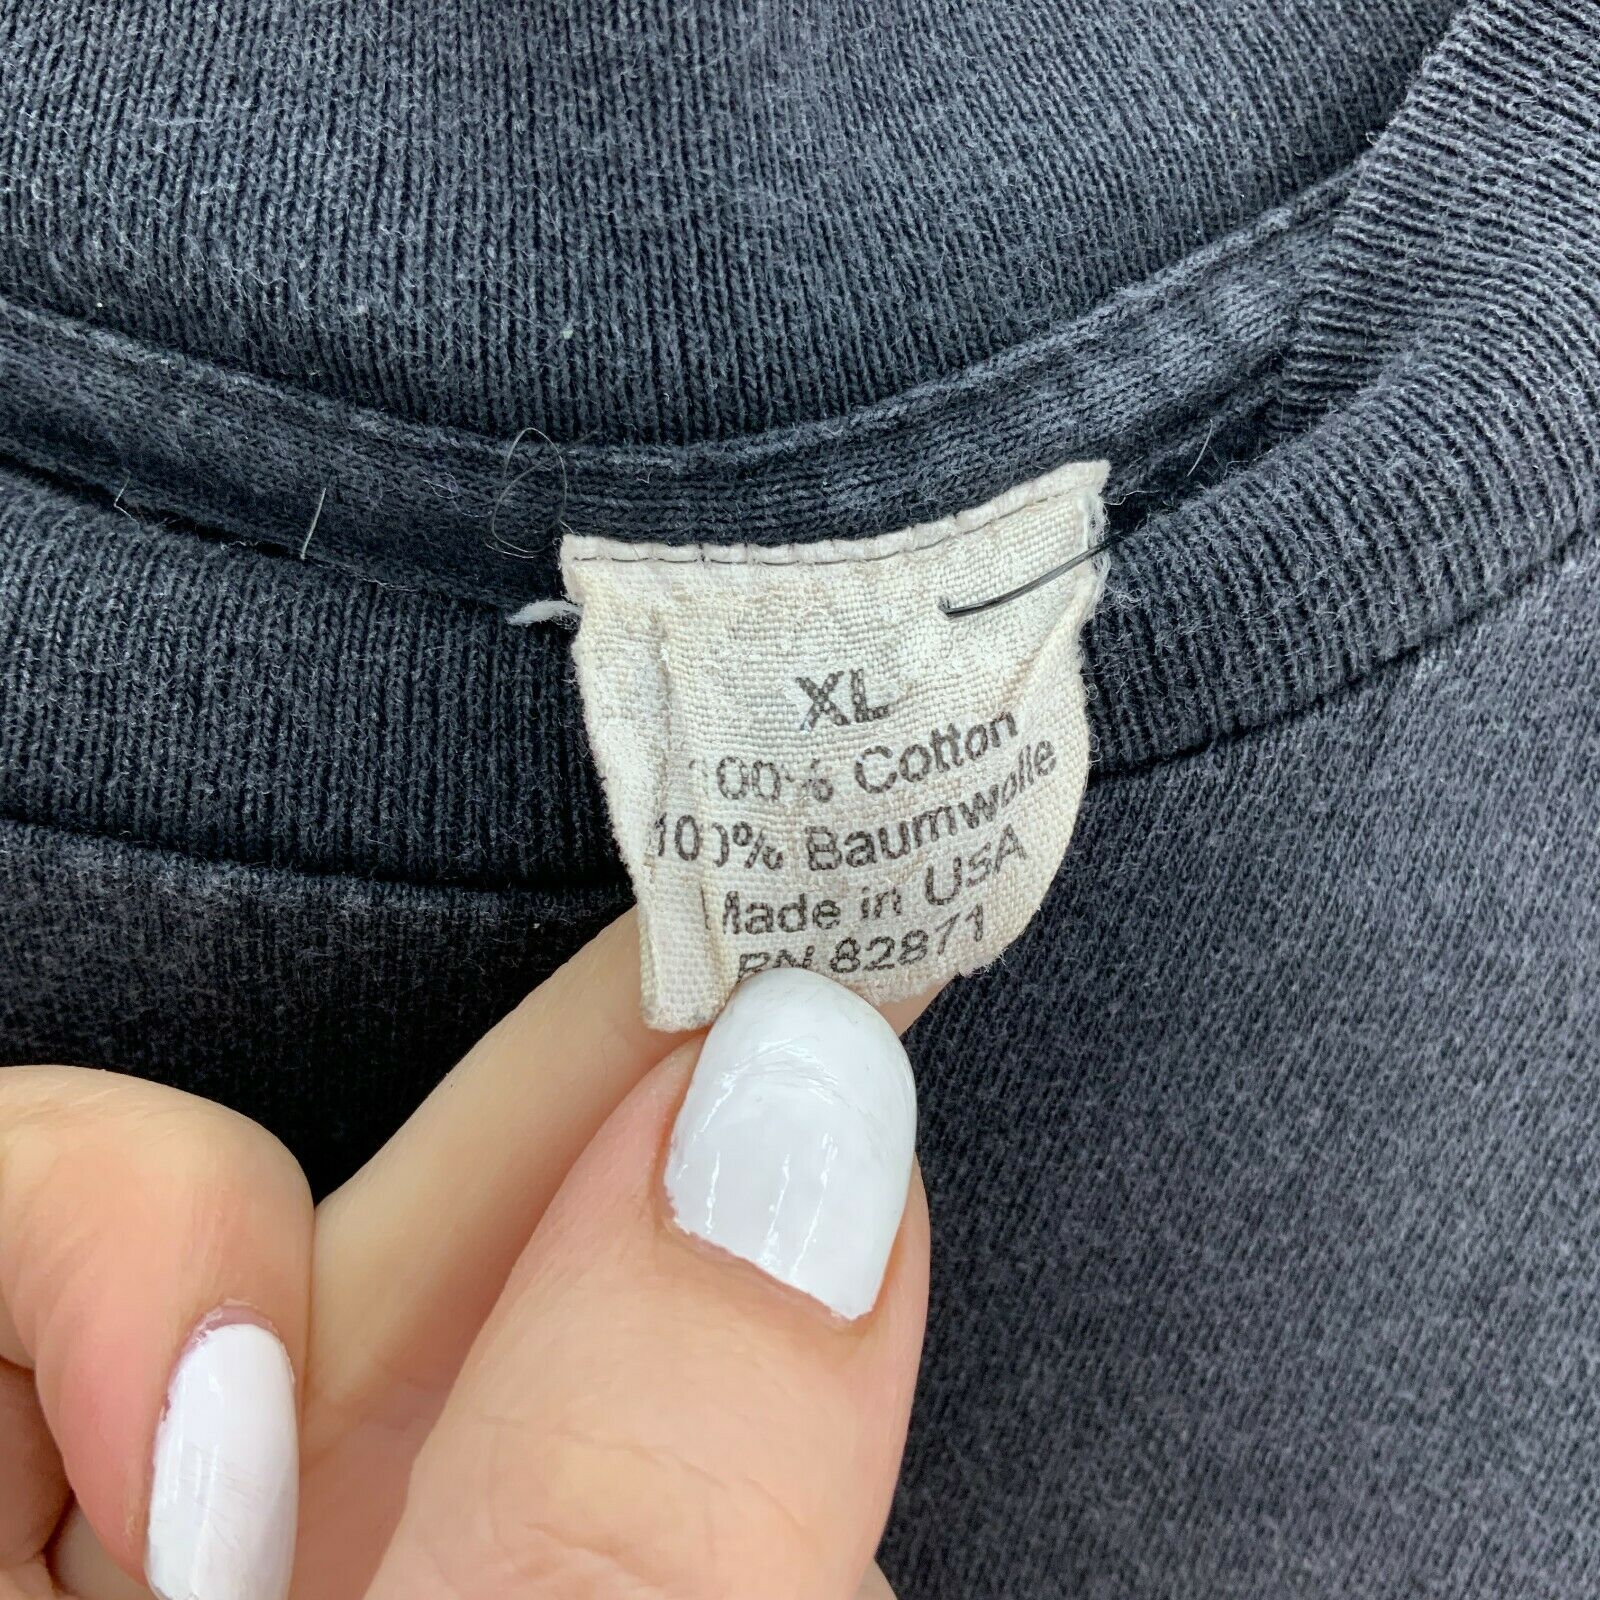 XL
100% Cotton
100% Baumwolle
Made in USA
RN 82871